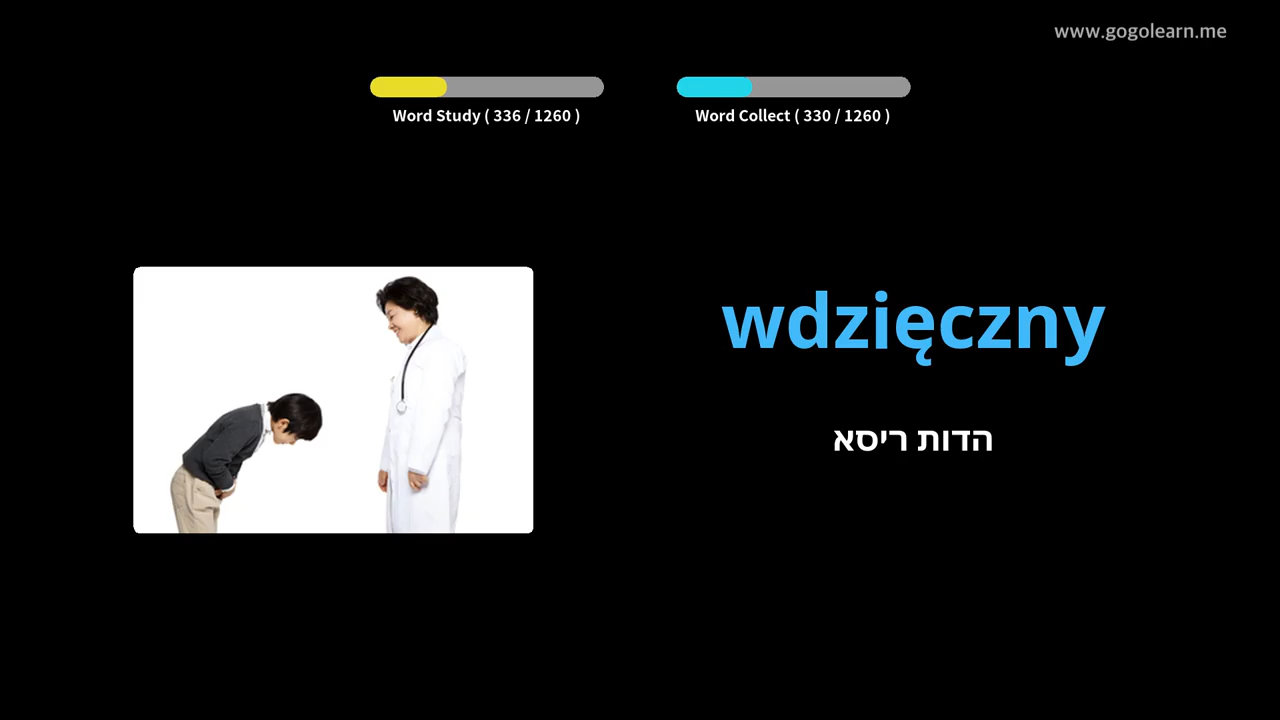 www.gogolearn.me
Word Study ( 336 / 1260 )
Word Collect ( 330 / 1260 )
wdzięczny
הדות ריסא